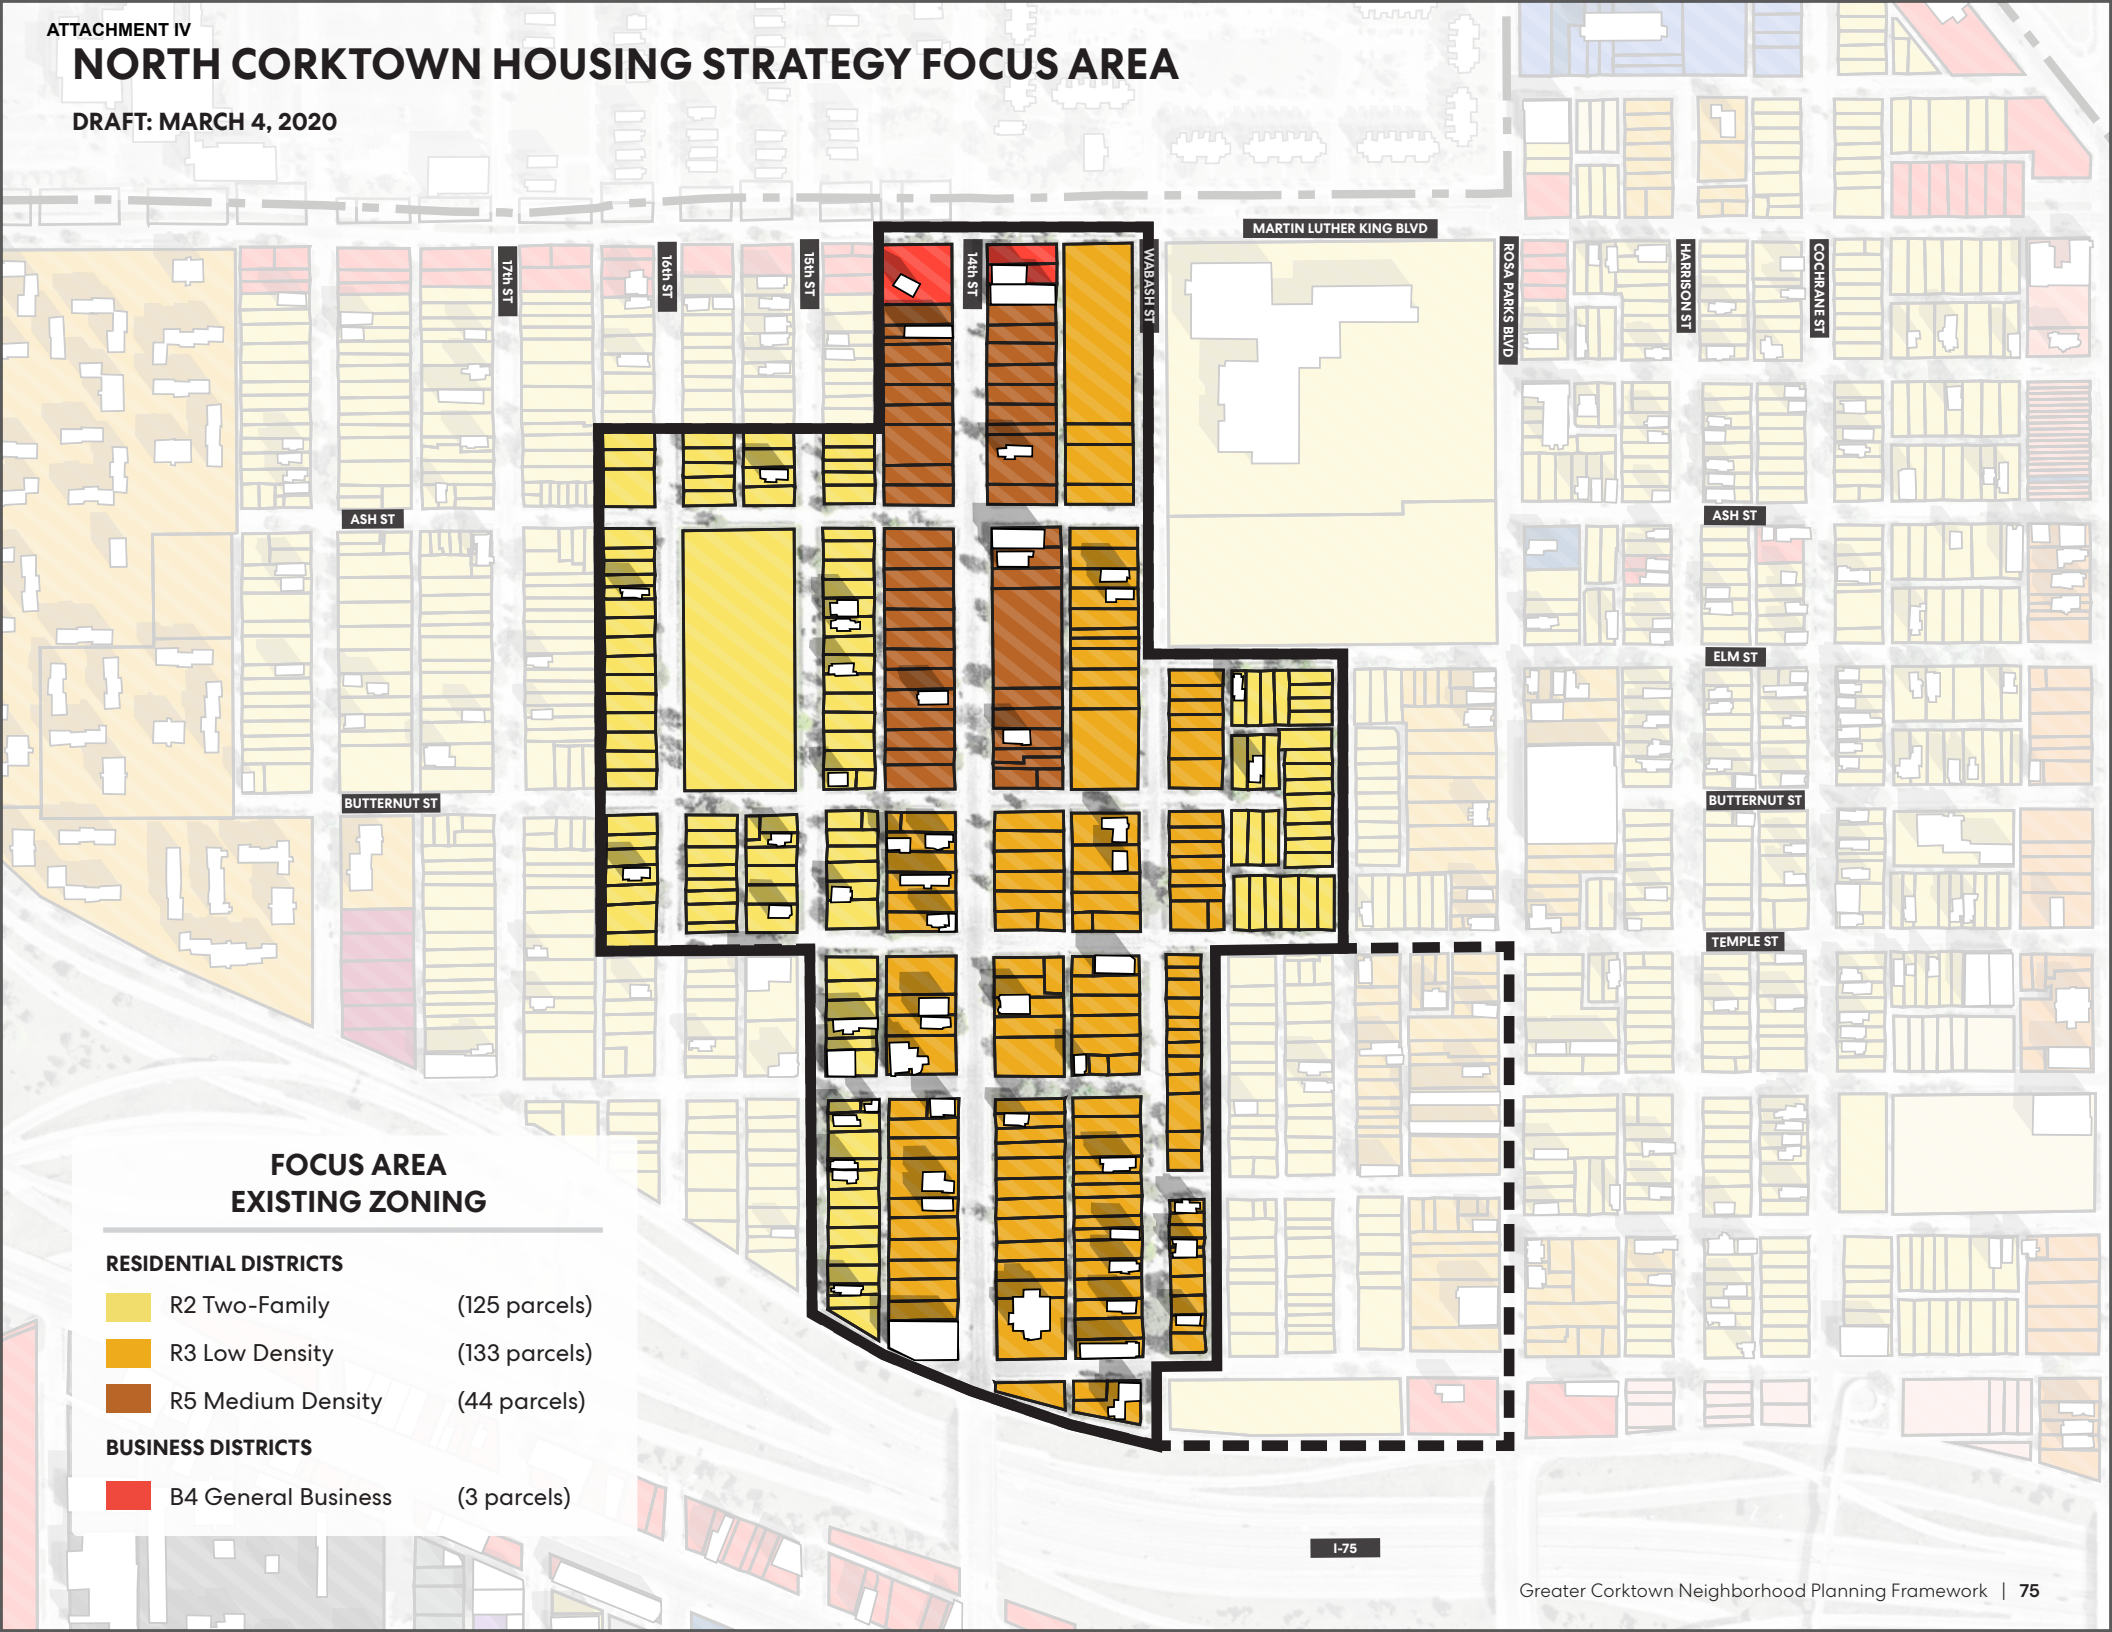 ATTACHMENT IV
NORTH CORKTOWN HOUSING STRATEGY FOCUS AREA
DRAFT: MARCH 4, 2020
MARTIN LUTHER KING BLVD
17th ST
16th ST
15th ST
14th ST
WABASH ST
ROSA PARKS BLVD
HARRISON ST
COCHRANE ST
ASH ST
ASH ST
ELM ST
BUTTERNUT ST
BUTTERNUT ST
TEMPLE ST
FOCUS AREA
EXISTING ZONING
RESIDENTIAL DISTRICTS
R2 Two-Family (125 parcels)
R3 Low Density (133 parcels)
R5 Medium Density (44 parcels)
BUSINESS DISTRICTS
B4 General Business (3 parcels)
I-75
Greater Corktown Neighborhood Planning Framework | 75